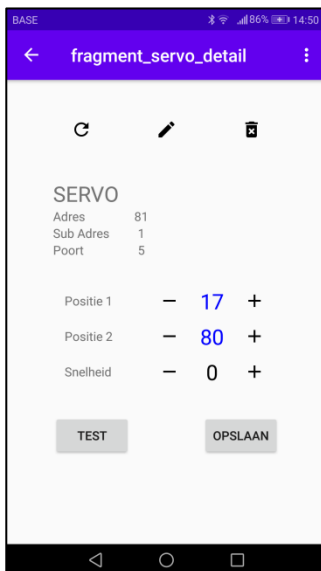 BASE 86% 14:50
fragment_servo_detail
SERVO
Adres 81
Sub Adres 1
Poort 5
Positie 1 − 17 +
Positie 2 − 80 +
Snelheid − 0 +
TEST OPSLAAN